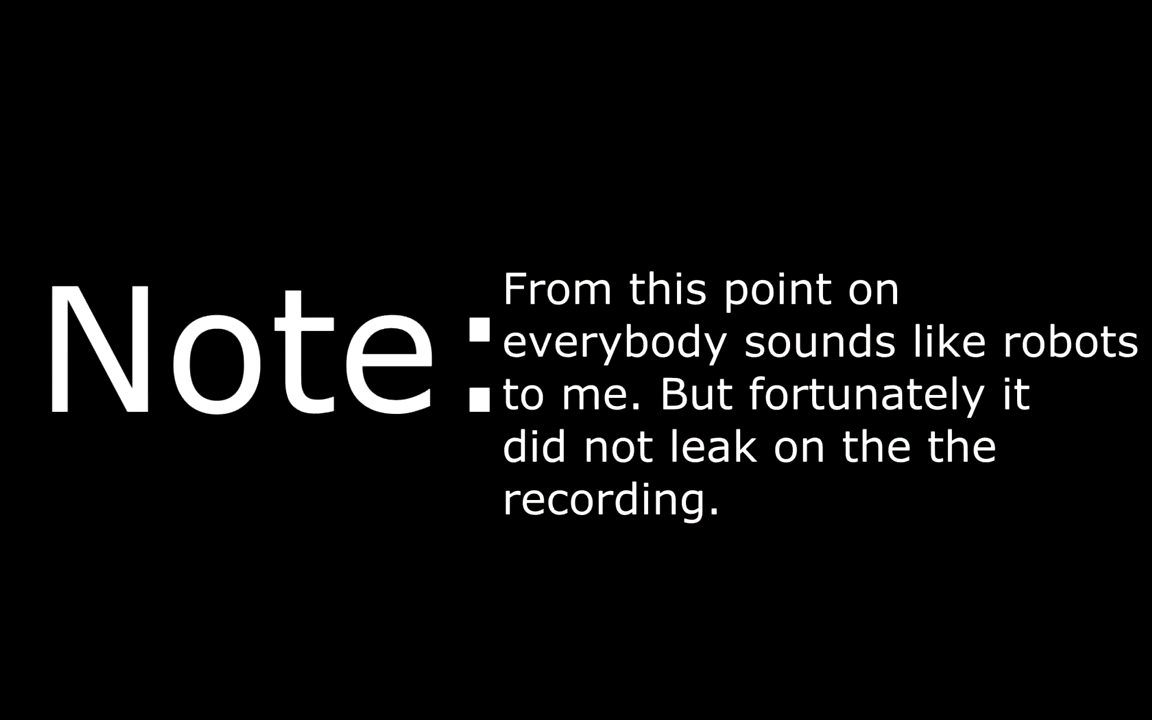 Note:
From this point on
everybody sounds like robots
to me. But fortunately it
did not leak on the the
recording.